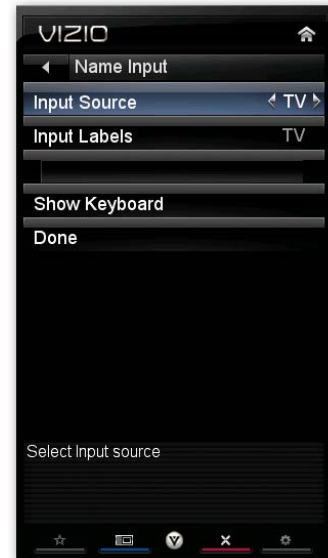 VIZIO
Name Input
Input Source TV
Input Labels TV
Show Keyboard
Done
Select Input source
V